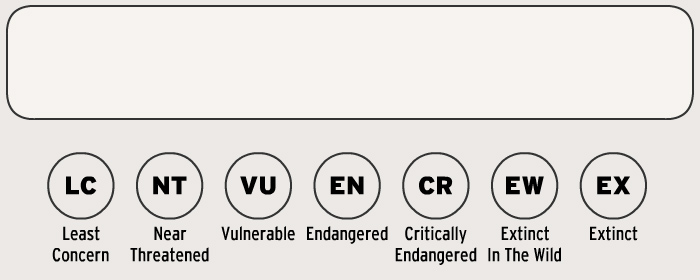 LC NT VU EN CR EW EX
Least Near Vulnerable Endangered Critically Extinct Extinct
Concern Threatened Endangered In The Wild